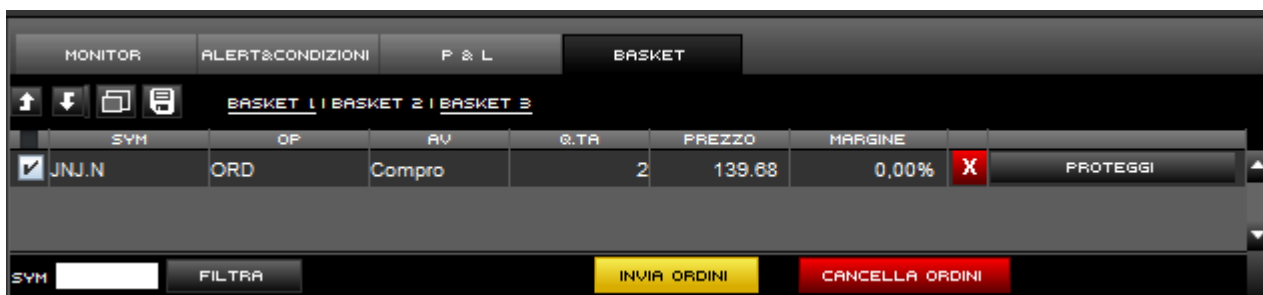 MONITOR ALERT&CONDIZIONI P & L BASKET
BASKET 1 | BASKET 2 | BASKET 3
SYM OP AV Q.TA PREZZO MARGINE
JNJ.N ORD Compro 2 139.68 0,00% X PROTEGGI
SYM FILTRA INVIA ORDINI CANCELLA ORDINI